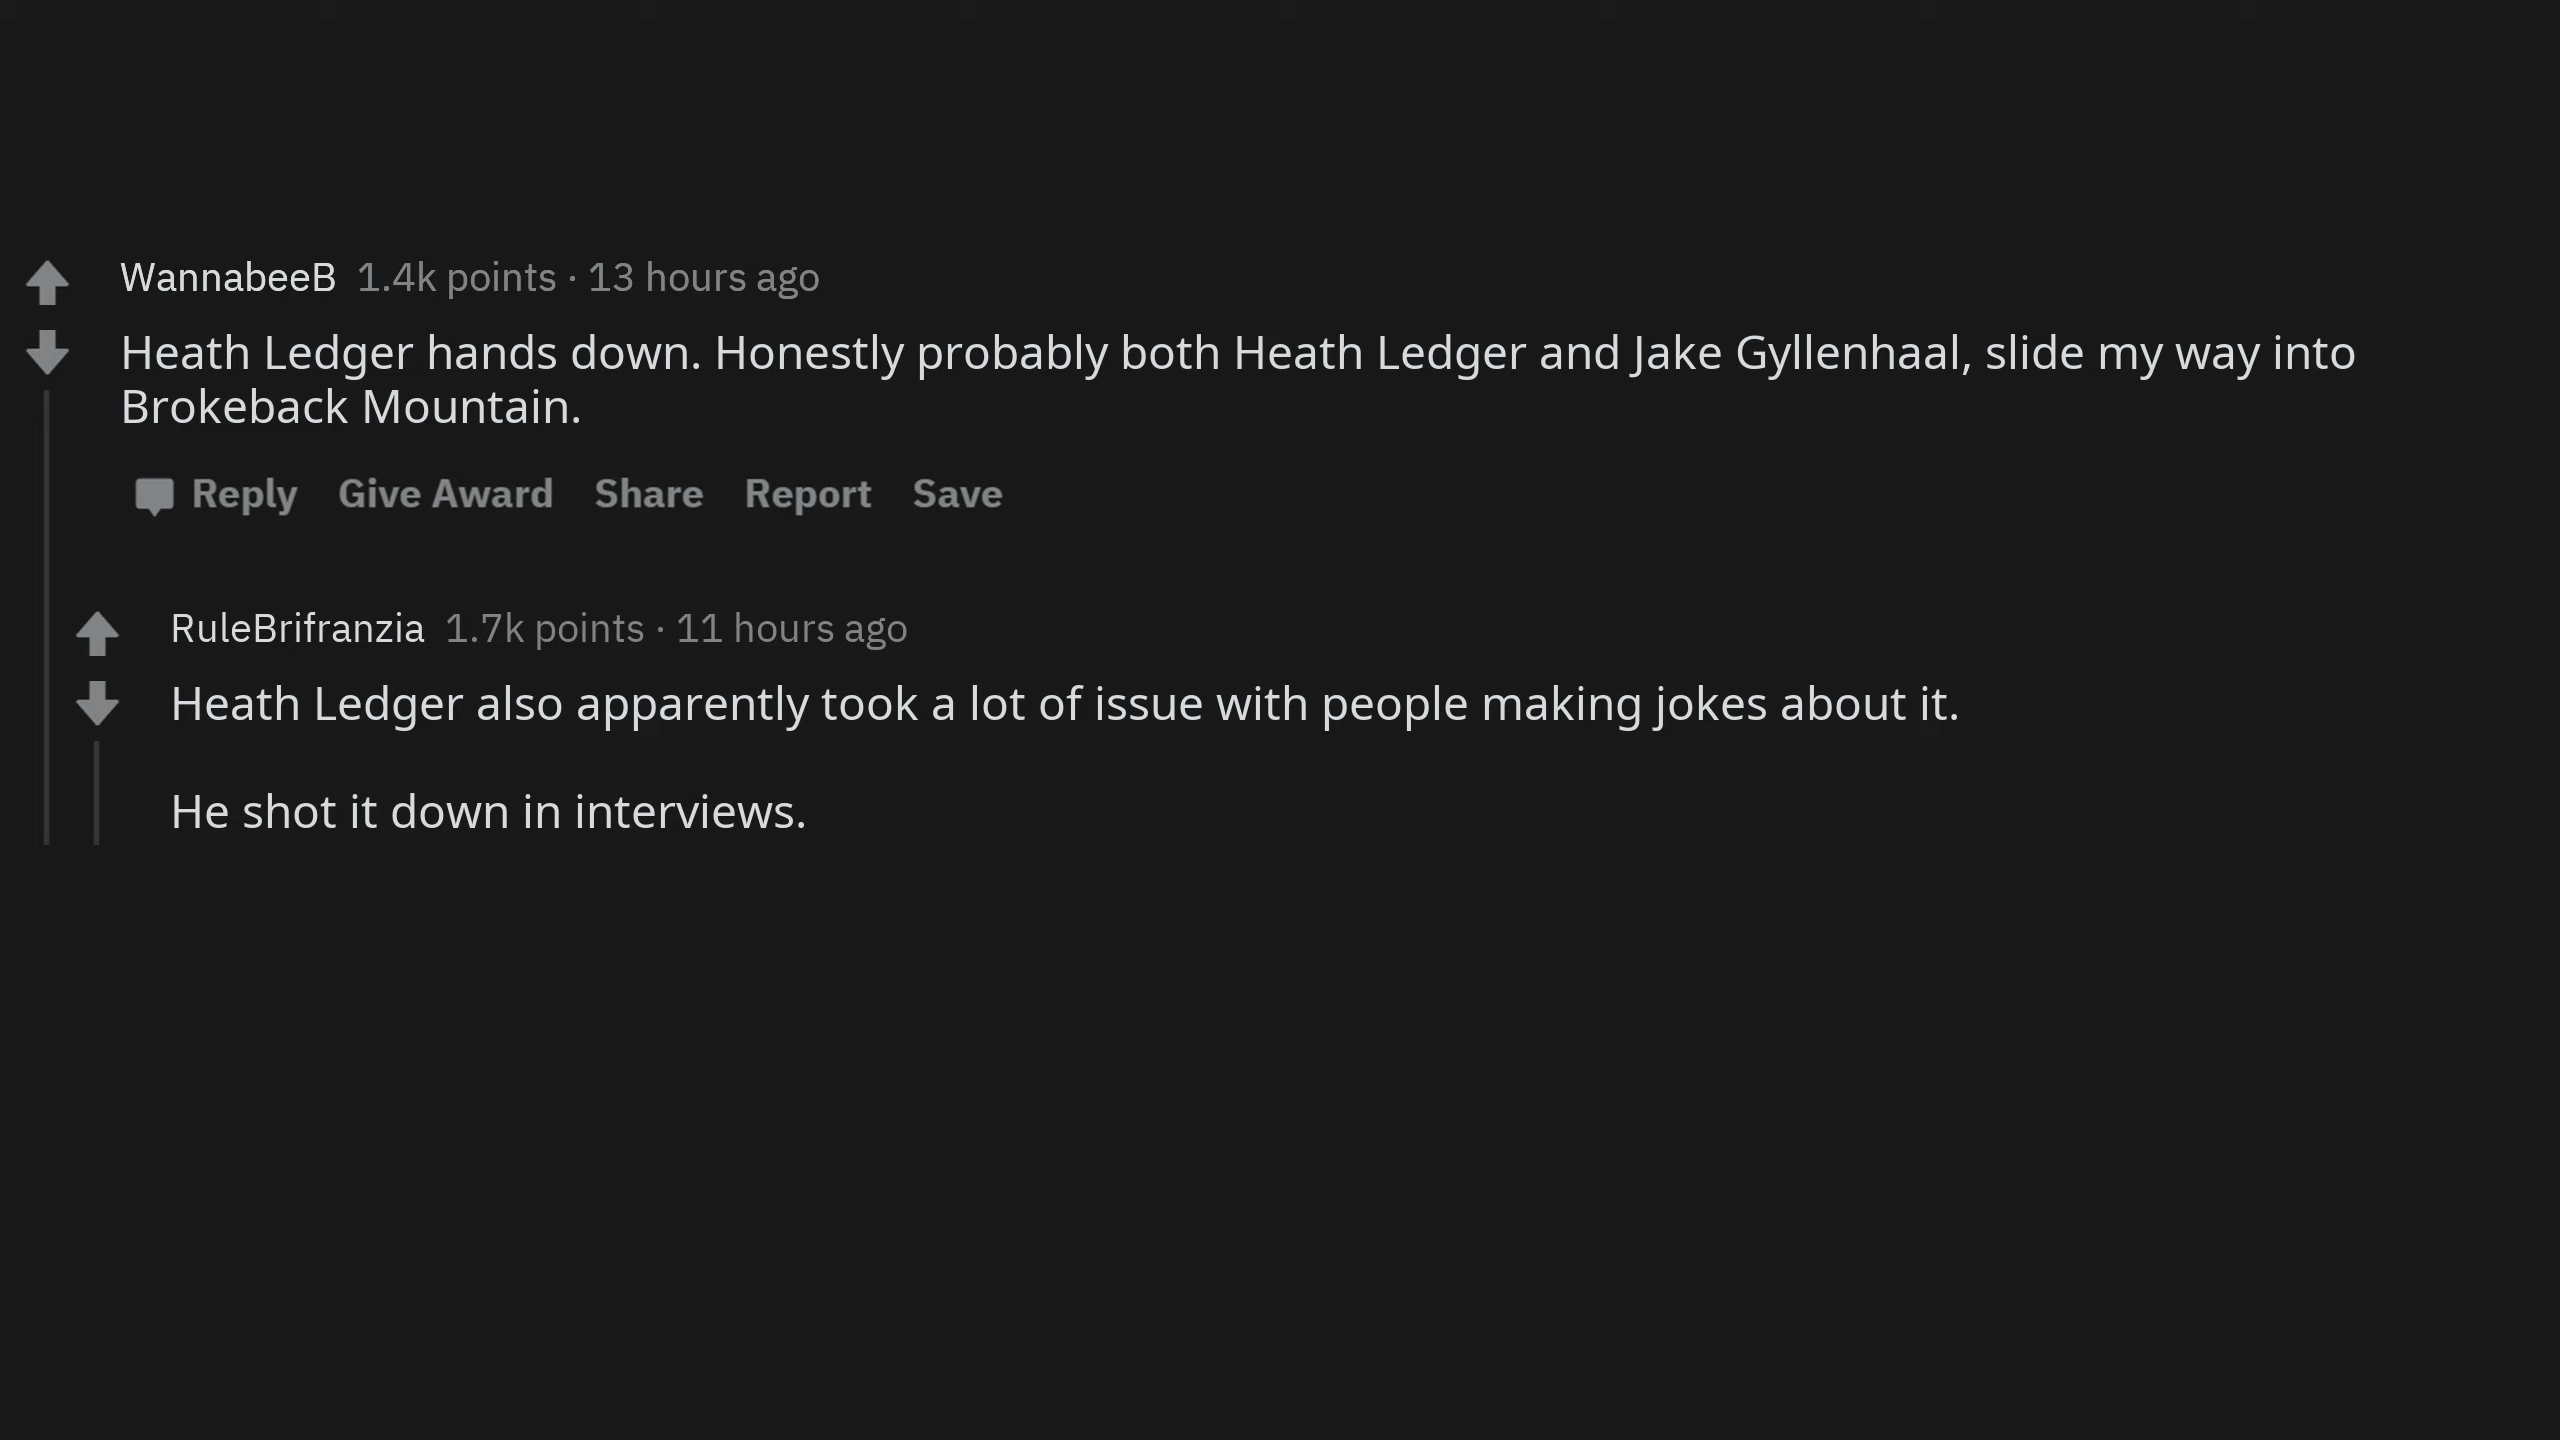 WannabeeB 1.4k points · 13 hours ago
Heath Ledger hands down. Honestly probably both Heath Ledger and Jake Gyllenhaal, slide my way into
Brokeback Mountain.
Reply Give Award Share Report Save
RuleBrifranzia 1.7k points · 11 hours ago
Heath Ledger also apparently took a lot of issue with people making jokes about it.
He shot it down in interviews.